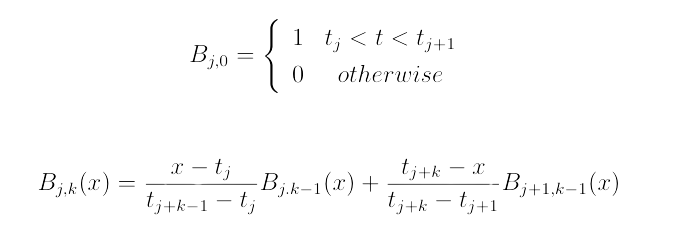 B_{j,0} = { 1 t_j < t < t_{j+1}
0 otherwise
B_{j,k}(x) = \frac{x - t_j}{t_{j+k-1} - t_j} B_{j.k-1}(x) + \frac{t_{j+k} - x}{t_{j+k} - t_{j+1}} B_{j+1,k-1}(x)